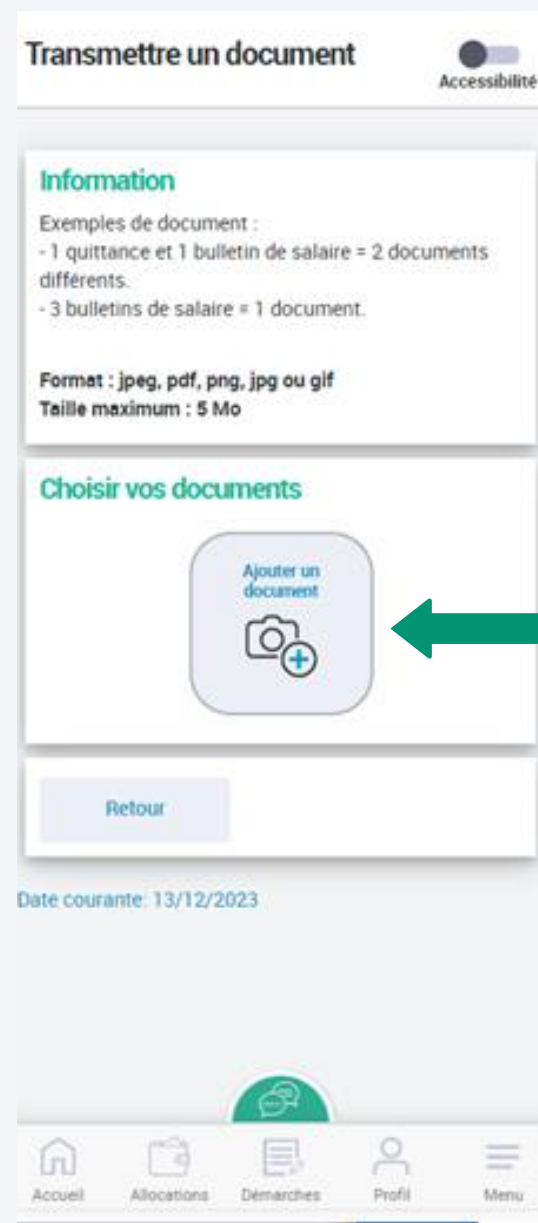 Transmettre un document
Accessibilité
Information
Exemples de document :
- 1 quittance et 1 bulletin de salaire = 2 documents
différents.
- 3 bulletins de salaire = 1 document.
Format : jpeg, pdf, png, jpg ou gif
Taille maximum : 5 Mo
Choisir vos documents
Ajouter un
document
Retour
Date courante: 13/12/2023
Accueil
Allocations
Démarches
Profil
Menu